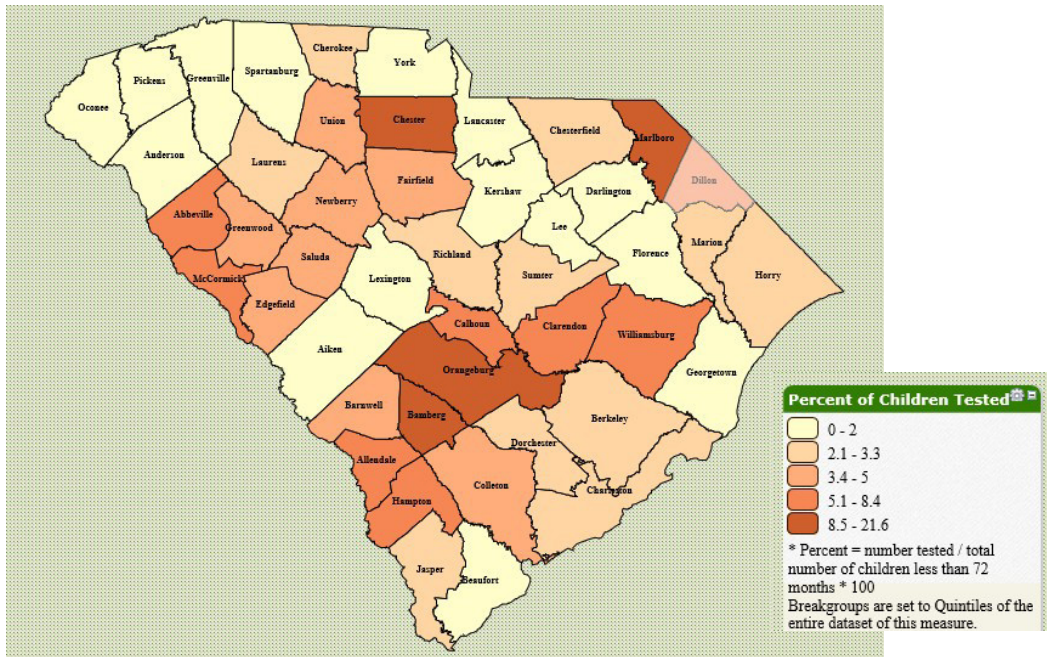 Cherokee
York
Spartanburg
Greenville
Pickens
Oconee
Chester
Lancaster
Union
Chesterfield
Marlboro
Anderson
Laurens
Dillon
Fairfield
Kershaw
Darlington
Newberry
Abbeville
Greenwood
Lee
Marion
Saluda
Richland
Florence
Sumter
Horry
McCormick
Lexington
Edgefield
Calhoun
Clarendon
Williamsburg
Aiken
Orangeburg
Georgetown
Barnwell
Bamberg
Berkeley
Dorchester
Allendale
Colleton
Charleston
Hampton
Jasper
Beaufort
Percent of Children Tested
0 - 2
2.1 - 3.3
3.4 - 5
5.1 - 8.4
8.5 - 21.6
* Percent = number tested / total
number of children less than 72
months * 100
Breakgroups are set to Quintiles of the
entire dataset of this measure.